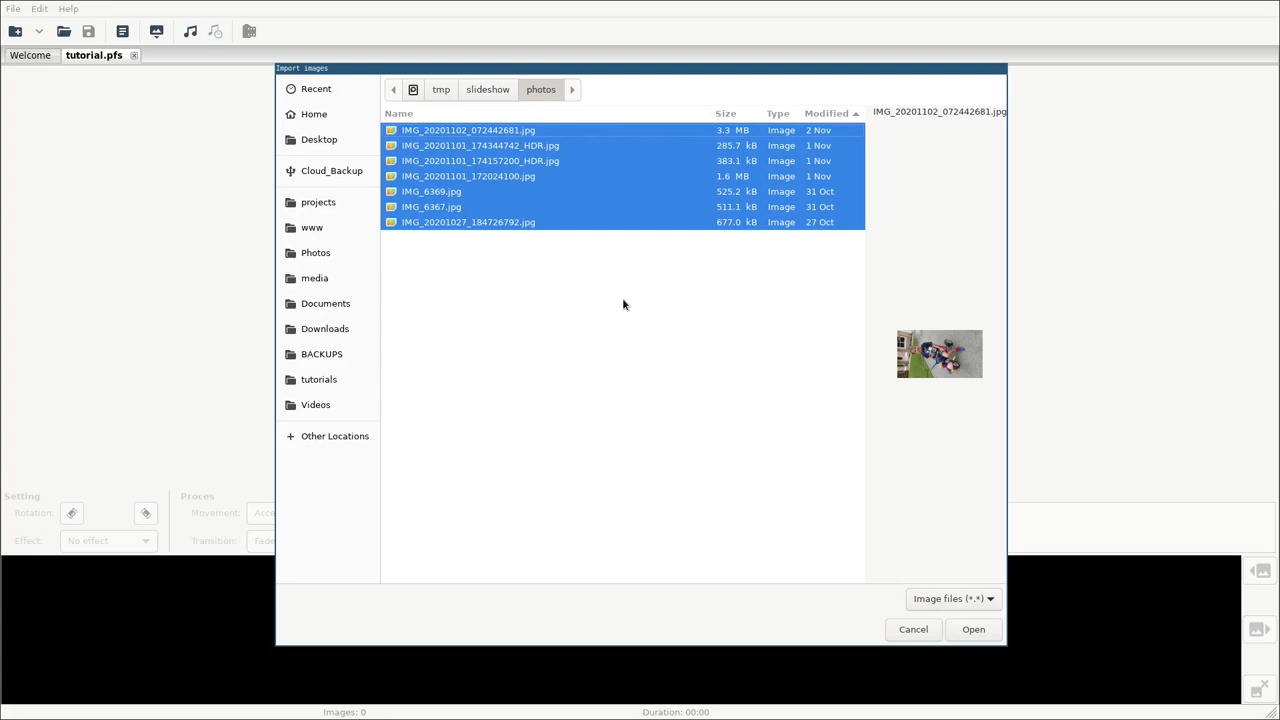 File Edit Help
Welcome tutorial.pfs
Import images
Recent
Home
Desktop
Cloud_Backup
projects
www
Photos
media
Documents
Downloads
BACKUPS
tutorials
Videos
Other Locations
tmp slideshow photos
Name Size Type Modified
IMG_20201102_072442681.jpg 3.3 MB Image 2 Nov
IMG_20201101_174344742_HDR.jpg 285.7 kB Image 1 Nov
IMG_20201101_174157200_HDR.jpg 383.1 kB Image 1 Nov
IMG_20201101_172024100.jpg 1.6 MB Image 1 Nov
IMG_6369.jpg 525.2 kB Image 31 Oct
IMG_6367.jpg 511.1 kB Image 31 Oct
IMG_20201027_184726792.jpg 677.0 kB Image 27 Oct
IMG_20201102_072442681.jpg
Image files (*.*)
Cancel Open
Setting Proces
Rotation: Movement: Acce
Effect: No effect Transition: Fade
Images: 0 Duration: 00:00